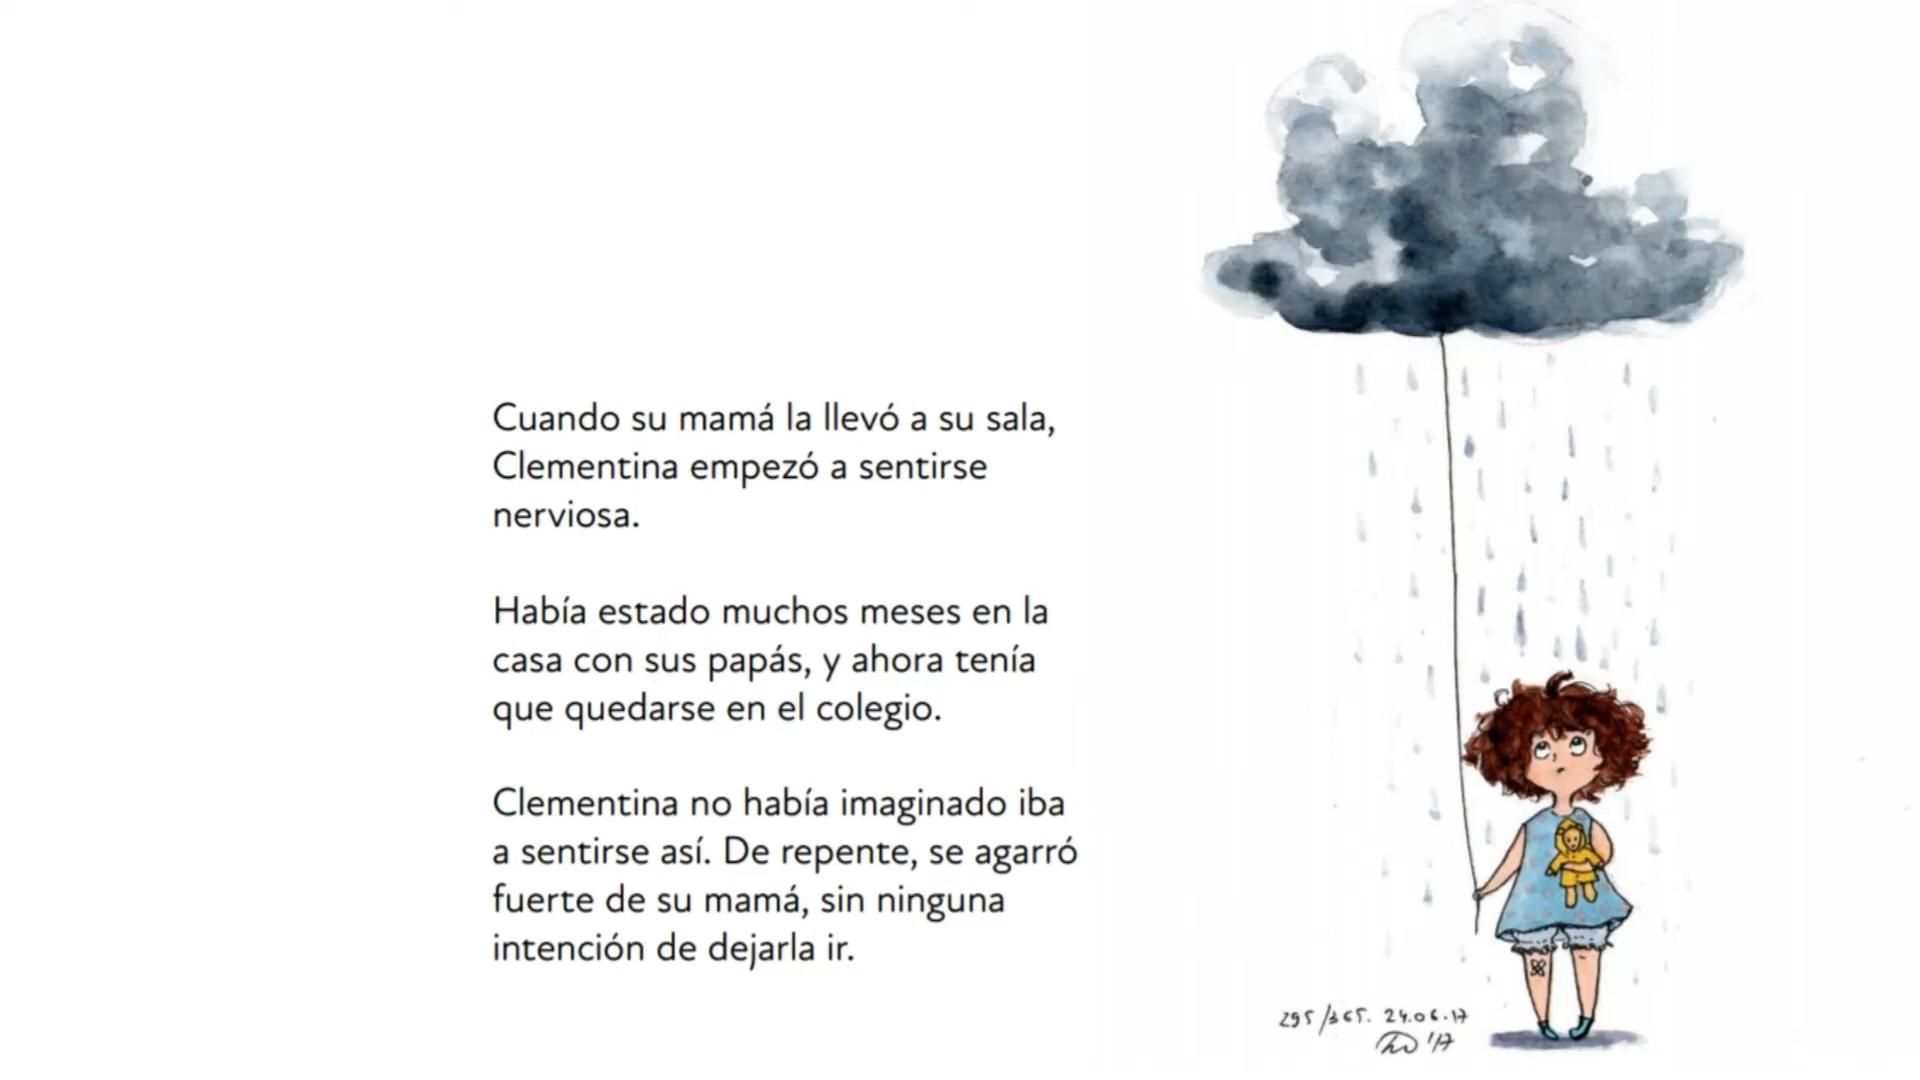 Cuando su mamá la llevó a su sala,
Clementina empezó a sentirse
nerviosa.
Había estado muchos meses en la
casa con sus papás, y ahora tenía
que quedarse en el colegio.
Clementina no había imaginado iba
a sentirse así. De repente, se agarró
fuerte de su mamá, sin ninguna
intención de dejarla ir.
295/365. 24.06.17
'17